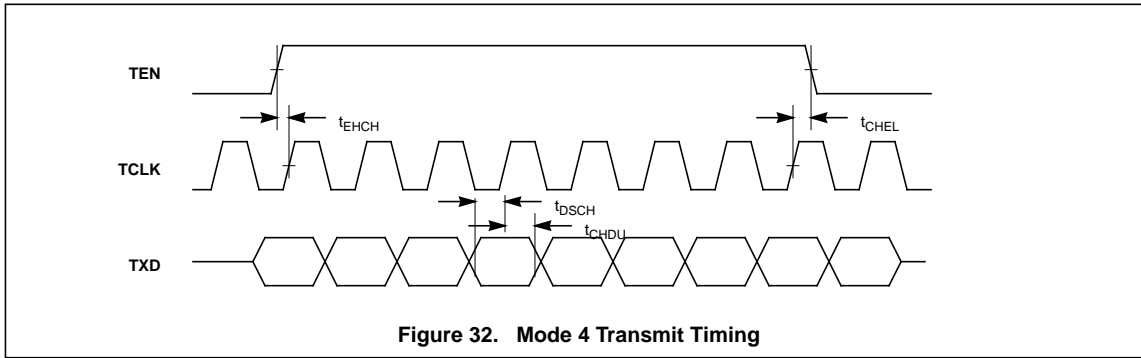 TEN
tEHCH
tCHEL
TCLK
tDSCH
tCHDU
TXD
Figure 32. Mode 4 Transmit Timing